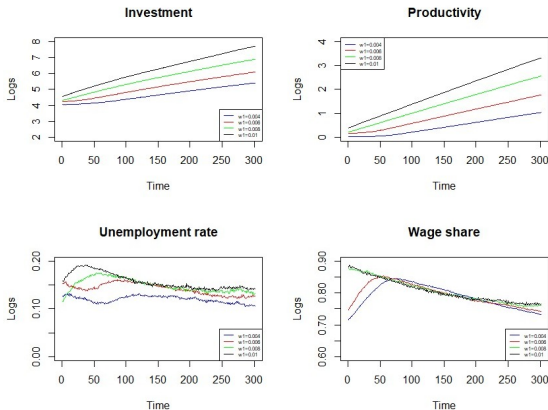 Investment
Logs
8
7
6
5
4
3
2
w1=0.004
w1=0.006
w1=0.008
w1=0.01
0 50 100 150 200 250 300
Time
Productivity
Logs
4
3
2
1
0
w1=0.004
w1=0.006
w1=0.008
w1=0.01
0 50 100 150 200 250 300
Time
Unemployment rate
Logs
0.20
0.10
0.00
w1=0.004
w1=0.006
w1=0.008
w1=0.01
0 50 100 150 200 250 300
Time
Wage share
Logs
0.90
0.80
0.70
0.60
w1=0.004
w1=0.006
w1=0.008
w1=0.01
0 50 100 150 200 250 300
Time